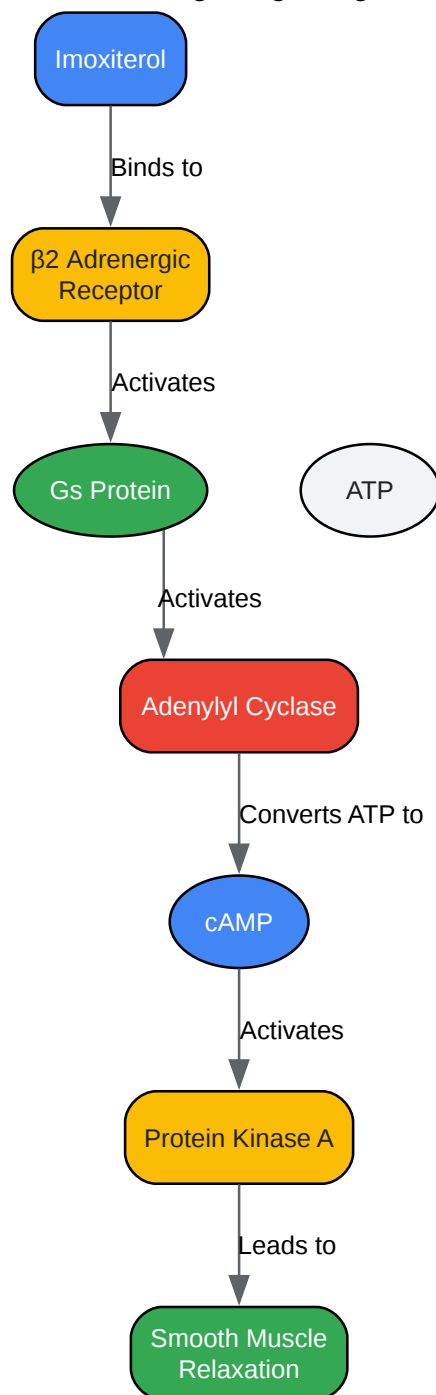 Imoxiterol
Binds to
β2 Adrenergic
Receptor
Activates
Gs Protein
ATP
Activates
Adenylyl Cyclase
Converts ATP to
cAMP
Activates
Protein Kinase A
Leads to
Smooth Muscle
Relaxation